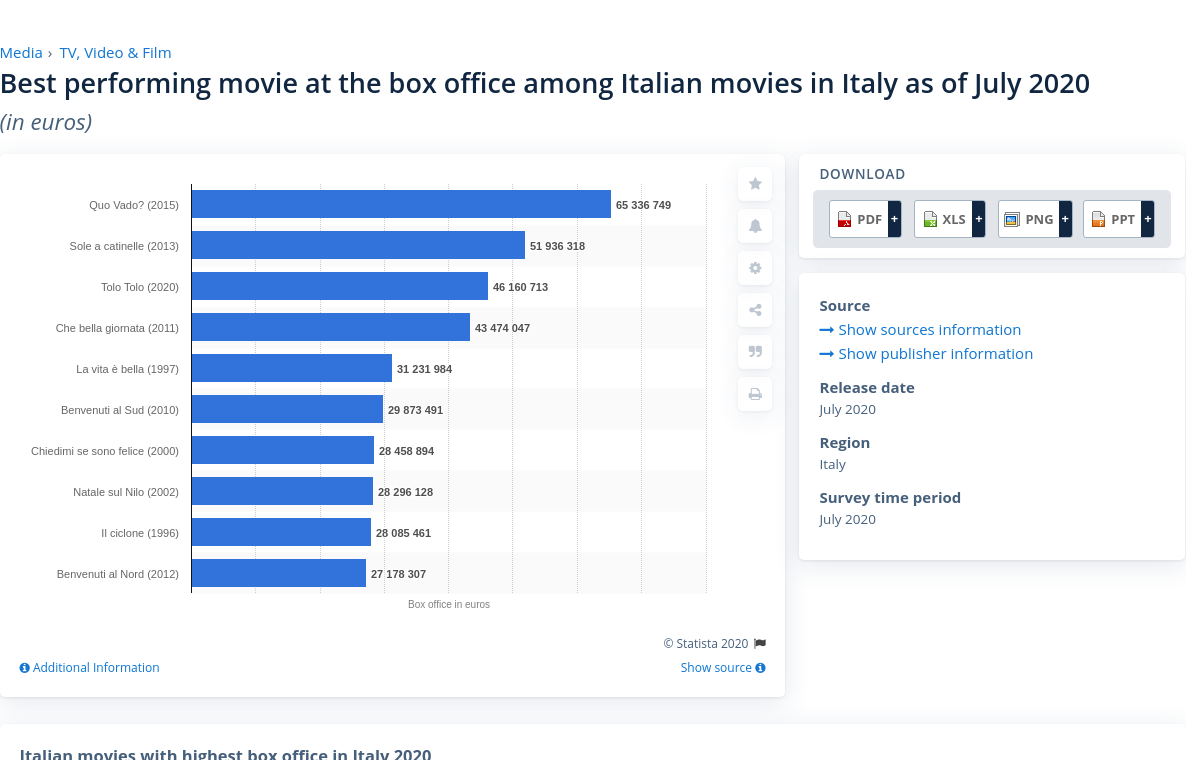 Media › TV, Video & Film
Best performing movie at the box office among Italian movies in Italy as of July 2020
(in euros)
Quo Vado? (2015) 65 336 749
Sole a catinelle (2013) 51 936 318
Tolo Tolo (2020) 46 160 713
Che bella giornata (2011) 43 474 047
La vita è bella (1997) 31 231 984
Benvenuti al Sud (2010) 29 873 491
Chiedimi se sono felice (2000) 28 458 894
Natale sul Nilo (2002) 28 296 128
Il ciclone (1996) 28 085 461
Benvenuti al Nord (2012) 27 178 307
Box office in euros
© Statista 2020
Additional Information
Show source
DOWNLOAD
PDF + XLS + PNG + PPT +
Source
Show sources information
Show publisher information
Release date
July 2020
Region
Italy
Survey time period
July 2020
Italian movies with highest box office in Italy 2020